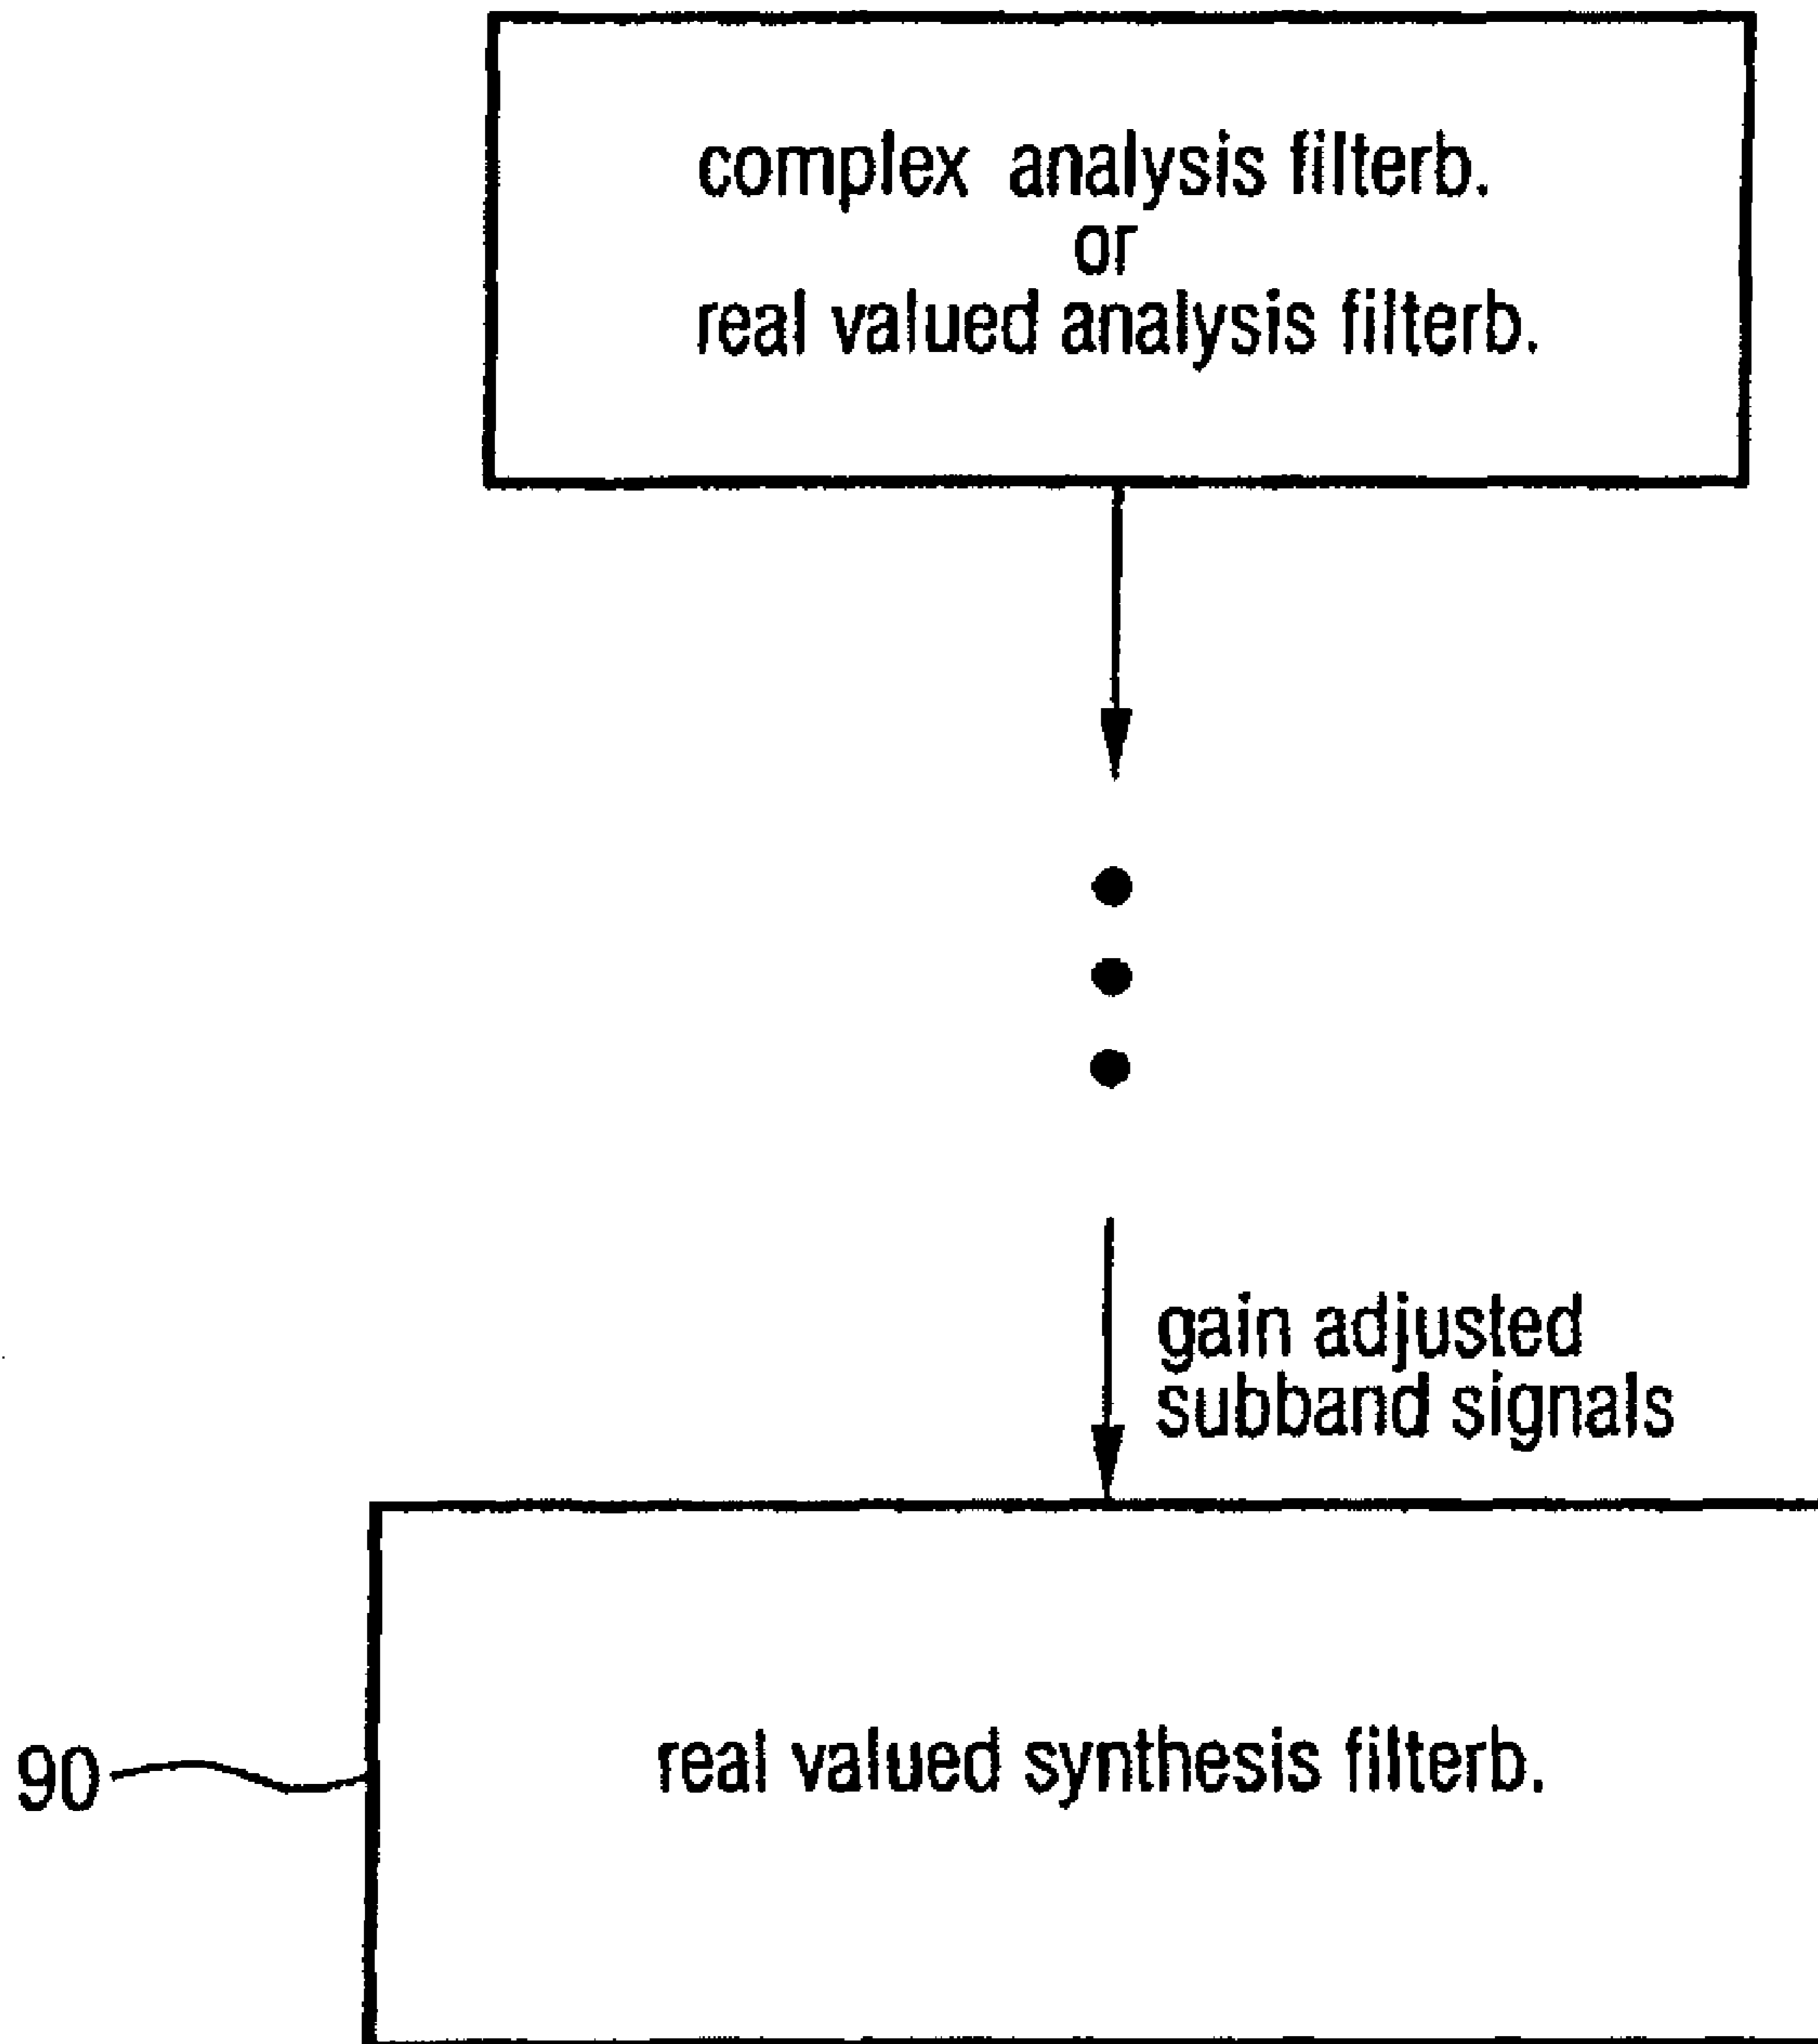 complex analysis filterb.
or
real valued analysis filterb.
gain adjusted
subband signals
90
real valued synthesis filterb.